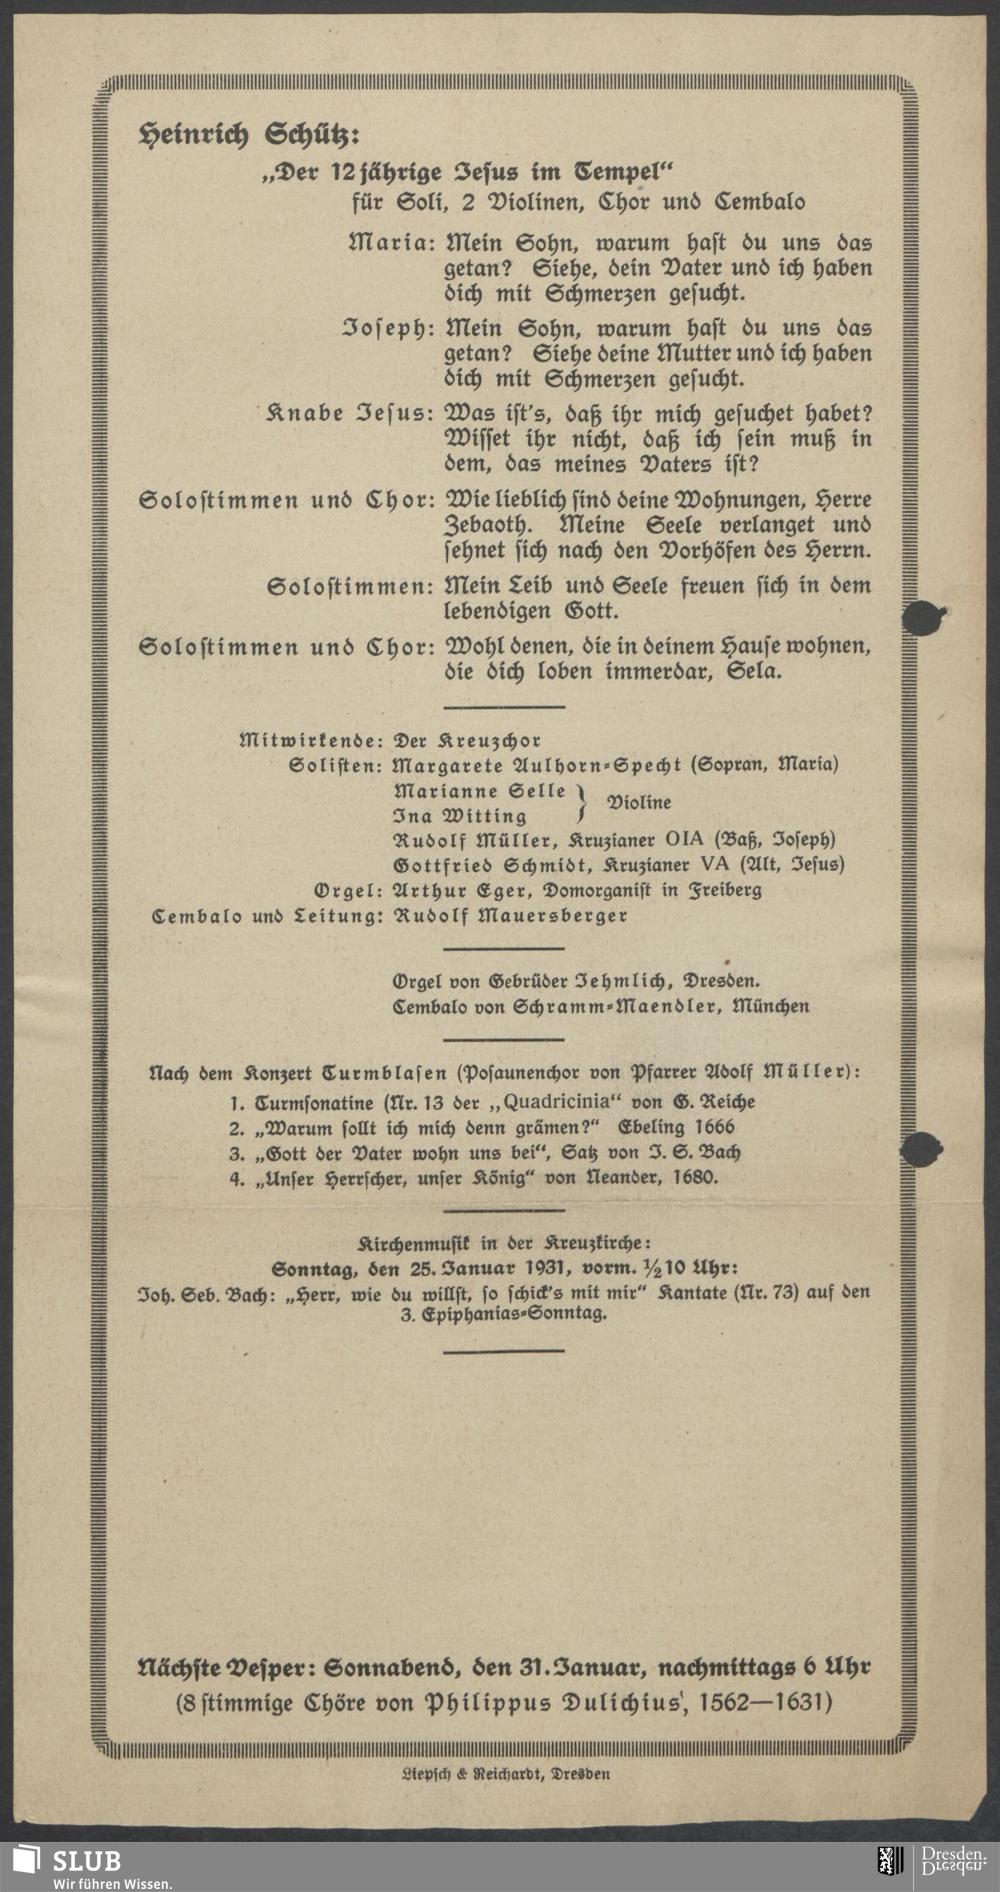 Heinrich Schütz:
„Der 12jährige Jesus im Tempel“
für Soli, 2 Violinen, Chor und Cembalo
Maria: Mein Sohn, warum hast du uns das
getan? Siehe, dein Vater und ich haben
dich mit Schmerzen gesucht.
Joseph: Mein Sohn, warum hast du uns das
getan? Siehe deine Mutter und ich haben
dich mit Schmerzen gesucht.
Knabe Jesus: Was ist's, daß ihr mich gesuchet habet?
Wisset ihr nicht, daß ich sein muß in
dem, das meines Vaters ist?
Solostimmen und Chor: Wie lieblich sind deine Wohnungen, Herre
Zebaoth. Meine Seele verlanget und
sehnet sich nach den Vorhöfen des Herrn.
Solostimmen: Mein Leib und Seele freuen sich in dem
lebendigen Gott.
Solostimmen und Chor: Wohl denen, die in deinem Hause wohnen,
die dich loben immerdar, Sela.
Mitwirkende: Der Kreuzchor
Solisten: Margarete Aulhorn-Specht (Sopran, Maria)
Marianne Selle
Ina Witting } Violine
Rudolf Müller, Kruzianer OIA (Baß, Joseph)
Gottfried Schmidt, Kruzianer VA (Alt, Jesus)
Orgel: Arthur Eger, Domorganist in Freiberg
Cembalo und Leitung: Rudolf Mauersberger
Orgel von Gebrüder Jehmlich, Dresden.
Cembalo von Schramm-Maendler, München
Nach dem Konzert Turmblasen (Posaunenchor von Pfarrer Adolf Müller):
1. Turmsonatine (Nr. 13 der „Quadricinia“ von G. Reiche
2. „Warum sollt ich mich denn grämen?“ Ebeling 1666
3. „Gott der Vater wohn uns bei“, Satz von J. S. Bach
4. „Unser Herrscher, unser König“ von Neander, 1680.
Kirchenmusik in der Kreuzkirche:
Sonntag, den 25. Januar 1931, vorm. ½10 Uhr:
Joh. Seb. Bach: „Herr, wie du willst, so schick's mit mir“ Kantate (Nr. 73) auf den
3. Epiphanias-Sonntag.
Nächste Vesper: Sonnabend, den 31. Januar, nachmittags 6 Uhr
(8stimmige Chöre von Philippus Dulichius, 1562—1631)
Liepsch & Reichardt, Dresden
SLUB
Wir führen Wissen.
Dresden.
Dresden.